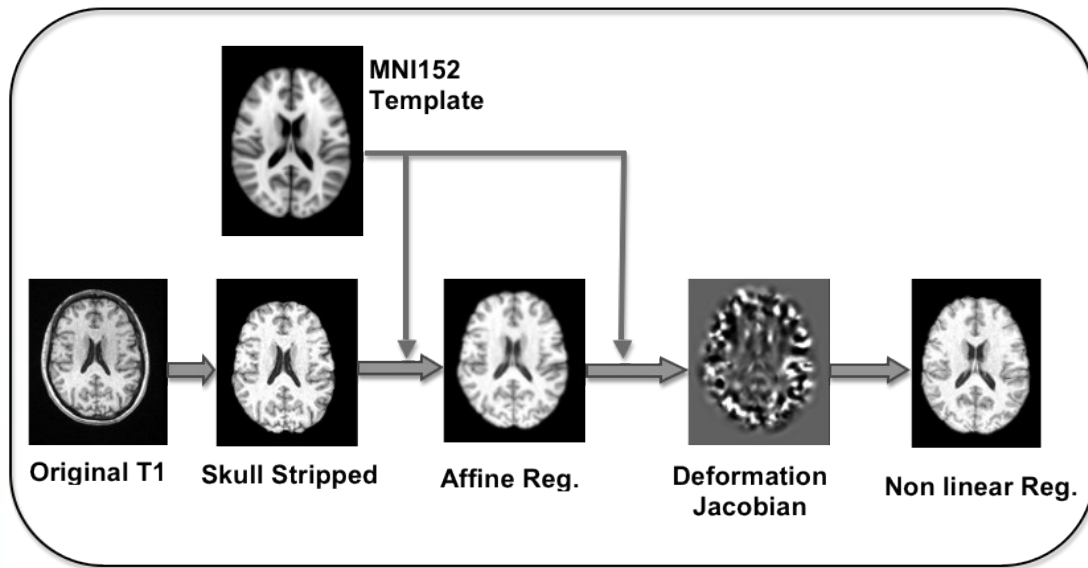 MNI152
Template
Original T1
Skull Stripped
Affine Reg.
Deformation
Jacobian
Non linear Reg.